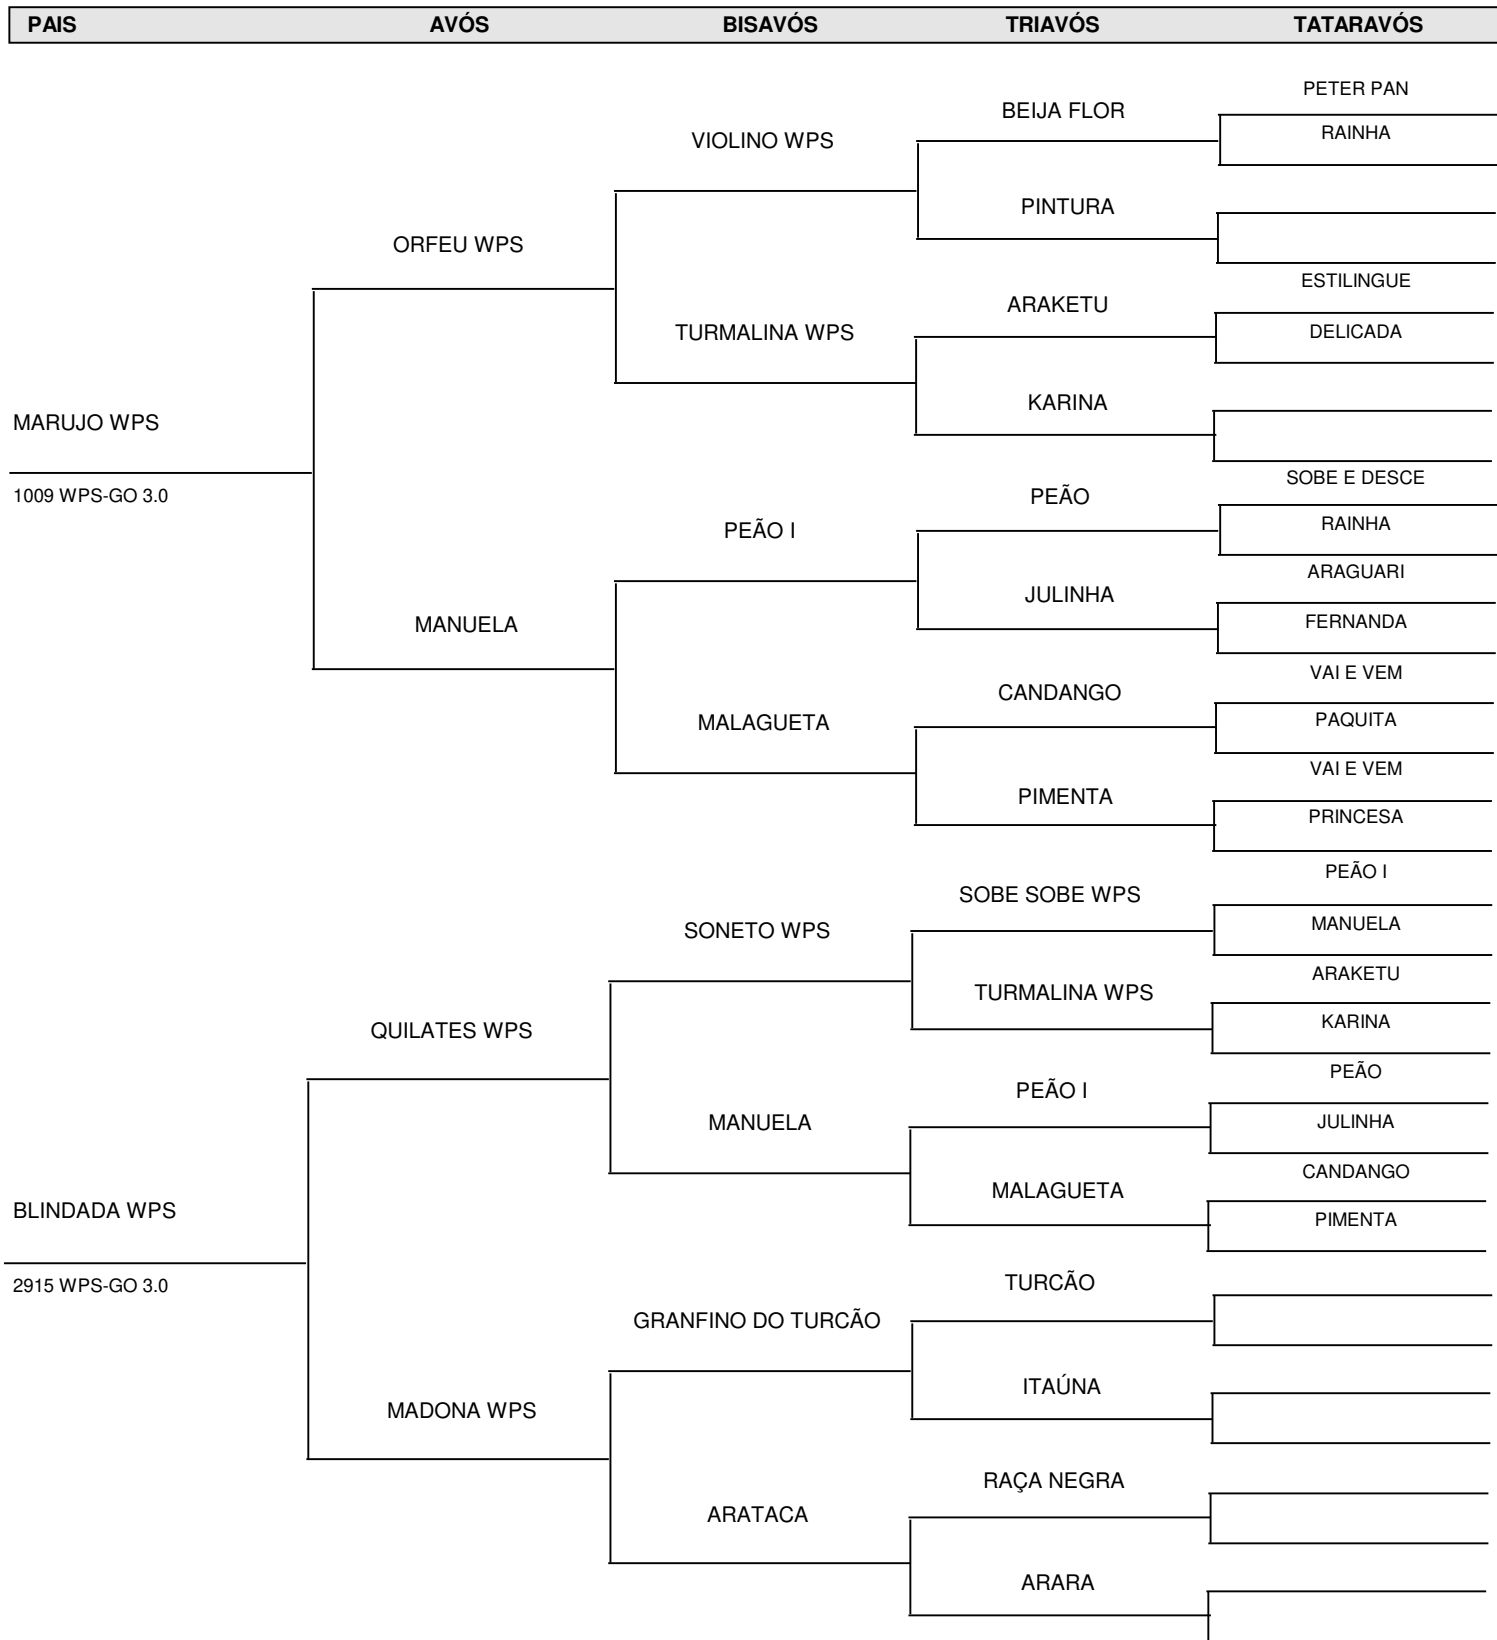 PAIS AVÓS BISAVÓS TRIAVÓS TATARAVÓS
PETER PAN
BEIJA FLOR
RAINHA
VIOLINO WPS
PINTURA
ORFEU WPS
ESTILINGUE
ARAKETU
TURMALINA WPS
DELICADA
KARINA
MARUJO WPS
SOBE E DESCE
1009 WPS-GO 3.0
PEÃO
RAINHA
PEÃO I
ARAGUARI
JULINHA
MANUELA
FERNANDA
VAI E VEM
CANDANGO
MALAGUETA
PAQUITA
VAI E VEM
PIMENTA
PRINCESA
PEÃO I
SOBE SOBE WPS
MANUELA
SONETO WPS
ARAKETU
TURMALINA WPS
QUILATES WPS
KARINA
PEÃO
PEÃO I
MANUELA
JULINHA
CANDANGO
MALAGUETA
BLINDADA WPS
PIMENTA
2915 WPS-GO 3.0
TURCÃO
GRANFINO DO TURCÃO
ITAÚNA
MADONA WPS
RAÇA NEGRA
ARATACA
ARARA